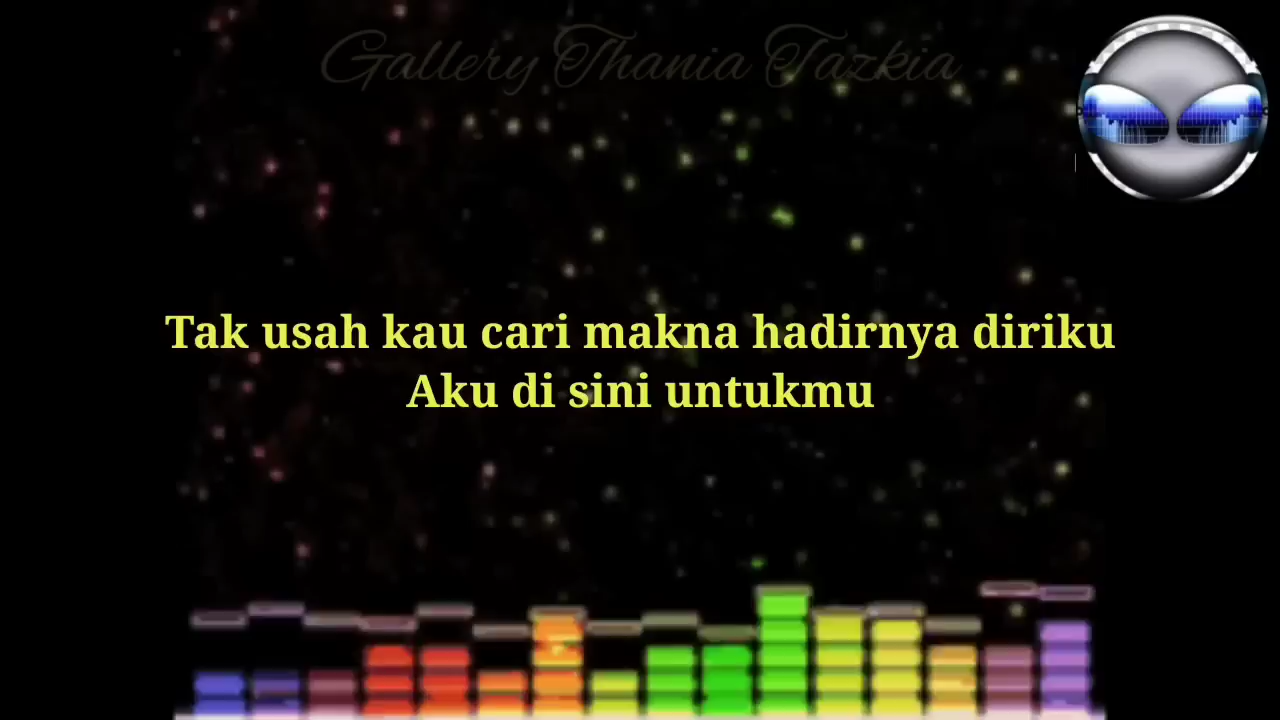 Gallery Thania Tazkia
Tak usah kau cari makna hadirnya diriku
Aku di sini untukmu